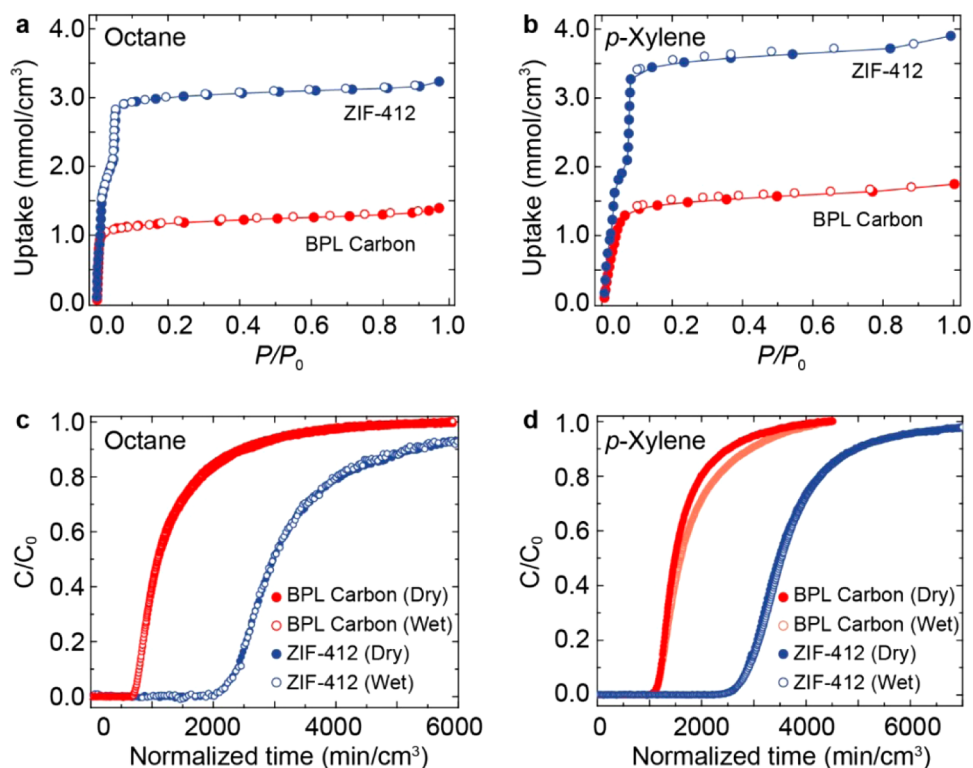 a
Octane
4.0
3.0
2.0
1.0
0.0
Uptake (mmol/cm³)
ZIF-412
BPL Carbon
0.0 0.2 0.4 0.6 0.8 1.0
P/P₀
b
p-Xylene
4.0
3.0
2.0
1.0
0.0
Uptake (mmol/cm³)
ZIF-412
BPL Carbon
0.0 0.2 0.4 0.6 0.8 1.0
P/P₀
c
Octane
1.0
0.8
0.6
0.4
0.2
0.0
C/C₀
BPL Carbon (Dry)
BPL Carbon (Wet)
ZIF-412 (Dry)
ZIF-412 (Wet)
0 2000 4000 6000
Normalized time (min/cm³)
d
p-Xylene
1.0
0.8
0.6
0.4
0.2
0.0
C/C₀
BPL Carbon (Dry)
BPL Carbon (Wet)
ZIF-412 (Dry)
ZIF-412 (Wet)
0 2000 4000 6000
Normalized time (min/cm³)